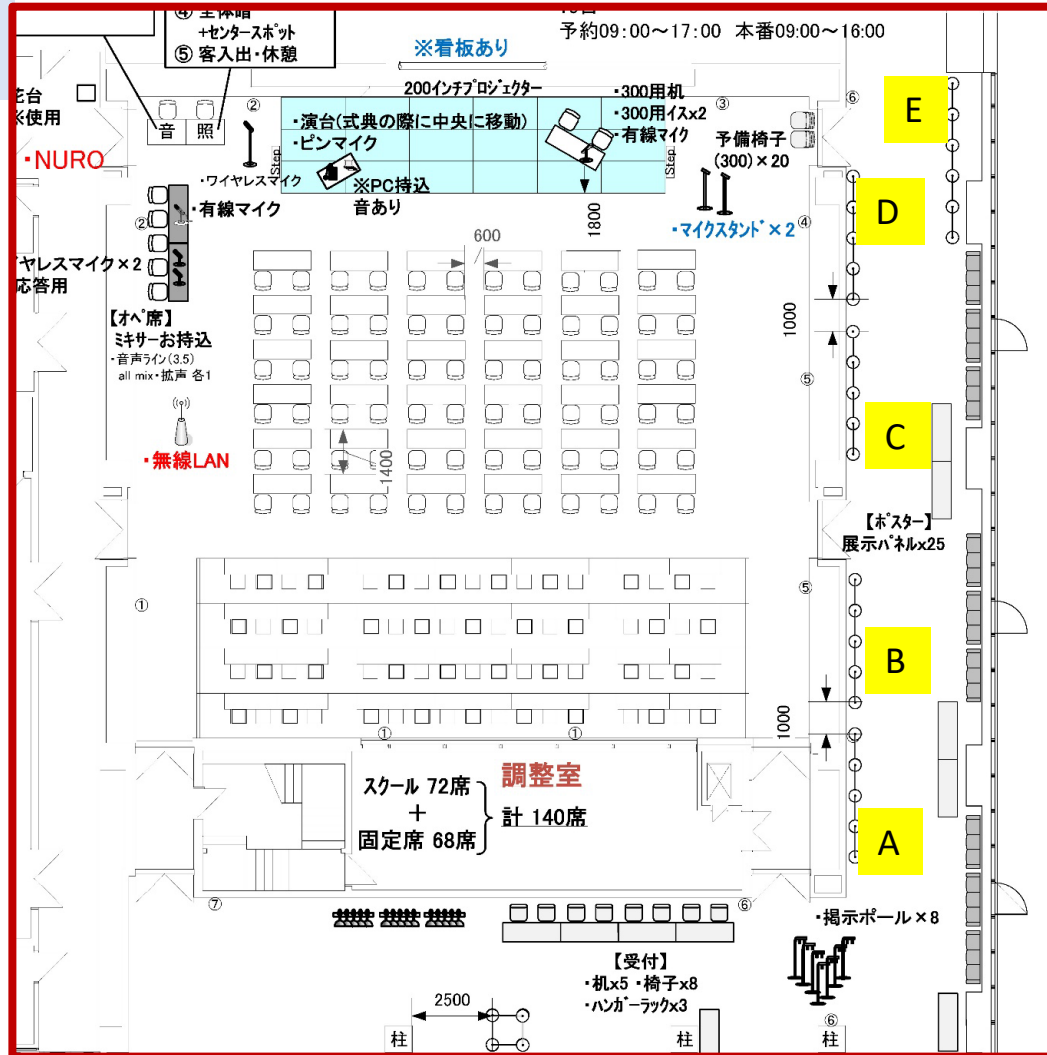 ④ 全体暗
+センタースポット
⑤ 客入出・休憩
※看板あり
予約09:00～17:00 本番09:00～16:00
花台
※使用
・NURO
音 照
②
200インチプロジェクター
③
・300用机
・300用イスx2
・有線マイク
⑥
E
・演台(式典の際に中央に移動)
・ピンマイク
※PC持込
音あり
Step
Step
予備椅子
(300)×20
・ワイヤレスマイク
・有線マイク
②
1800
・マイクスタンド×2
④
D
600
ヤレスマイク×2
応答用
【オペ席】
ミキサーお持込
・音声ライン(3.5)
all mix・拡声 各1
1000
⑤
・無線LAN
1400
C
【ポスター】
展示パネルx25
①
⑤
B
1000
⑥
① ①
調整室
スクール 72席
+
固定席 68席
計 140席
A
⑦
⑥
・掲示ポール×8
【受付】
・机x5 ・椅子x8
・ハンガーラックx3
2500
⑥
柱 柱 柱